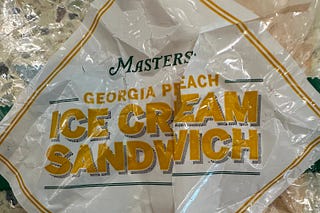 MASTERS
GEORGIA PEACH
ICE CREAM
SANDWICH